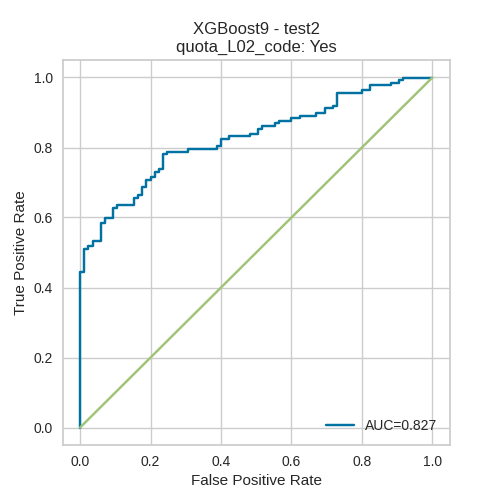 XGBoost9 - test2
quota_L02_code: Yes
True Positive Rate
1.0
0.8
0.6
0.4
0.2
0.0
AUC=0.827
0.0 0.2 0.4 0.6 0.8 1.0
False Positive Rate